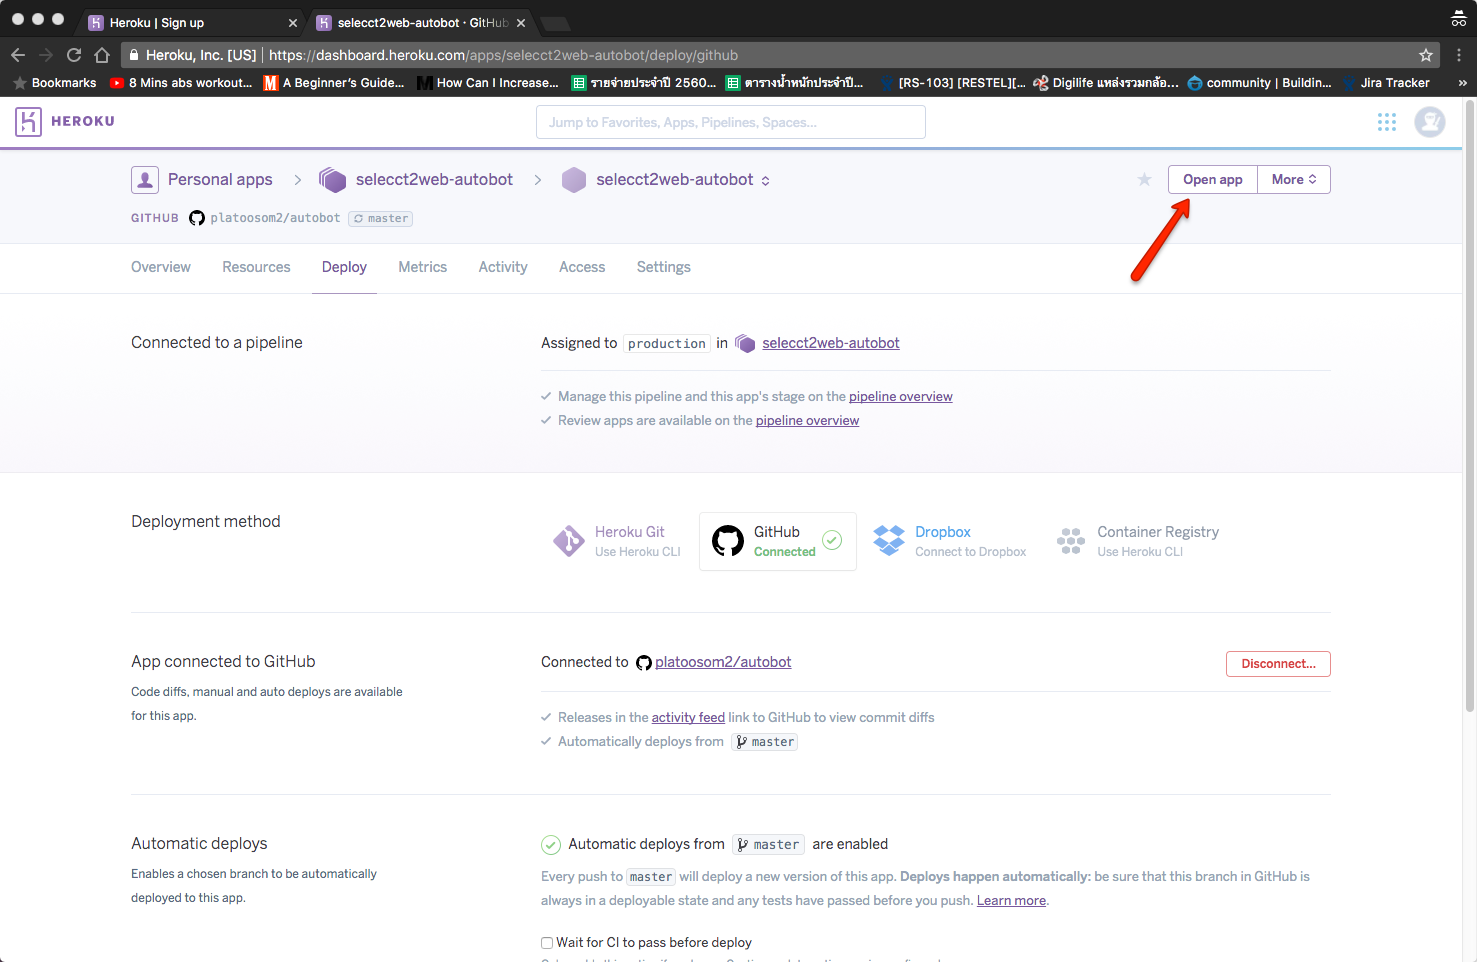 Heroku | Sign up
selecct2web-autobot · GitHub
Heroku, Inc. [US] | https://dashboard.heroku.com/apps/selecct2web-autobot/deploy/github
Bookmarks 8 Mins abs workout... A Beginner's Guide... How Can I Increase... รายจ่ายประจำปี 2560... ตารางน้ำหนักประจำปี... [RS-103] [RESTEL][... Digilife แหล่งรวมกล้อ... community | Buildin... Jira Tracker »
HEROKU
Jump to Favorites, Apps, Pipelines, Spaces...
Personal apps > selecct2web-autobot > selecct2web-autobot
Open app More
GITHUB platoosom2/autobot master
Overview Resources Deploy Metrics Activity Access Settings
Connected to a pipeline
Assigned to production in selecct2web-autobot
Manage this pipeline and this app's stage on the pipeline overview
Review apps are available on the pipeline overview
Deployment method
Heroku Git
Use Heroku CLI
GitHub
Connected
Dropbox
Connect to Dropbox
Container Registry
Use Heroku CLI
App connected to GitHub
Code diffs, manual and auto deploys are available
for this app.
Connected to platoosom2/autobot
Disconnect...
Releases in the activity feed link to GitHub to view commit diffs
Automatically deploys from master
Automatic deploys
Enables a chosen branch to be automatically
deployed to this app.
Automatic deploys from master are enabled
Every push to master will deploy a new version of this app. Deploys happen automatically: be sure that this branch in GitHub is
always in a deployable state and any tests have passed before you push. Learn more.
Wait for CI to pass before deploy